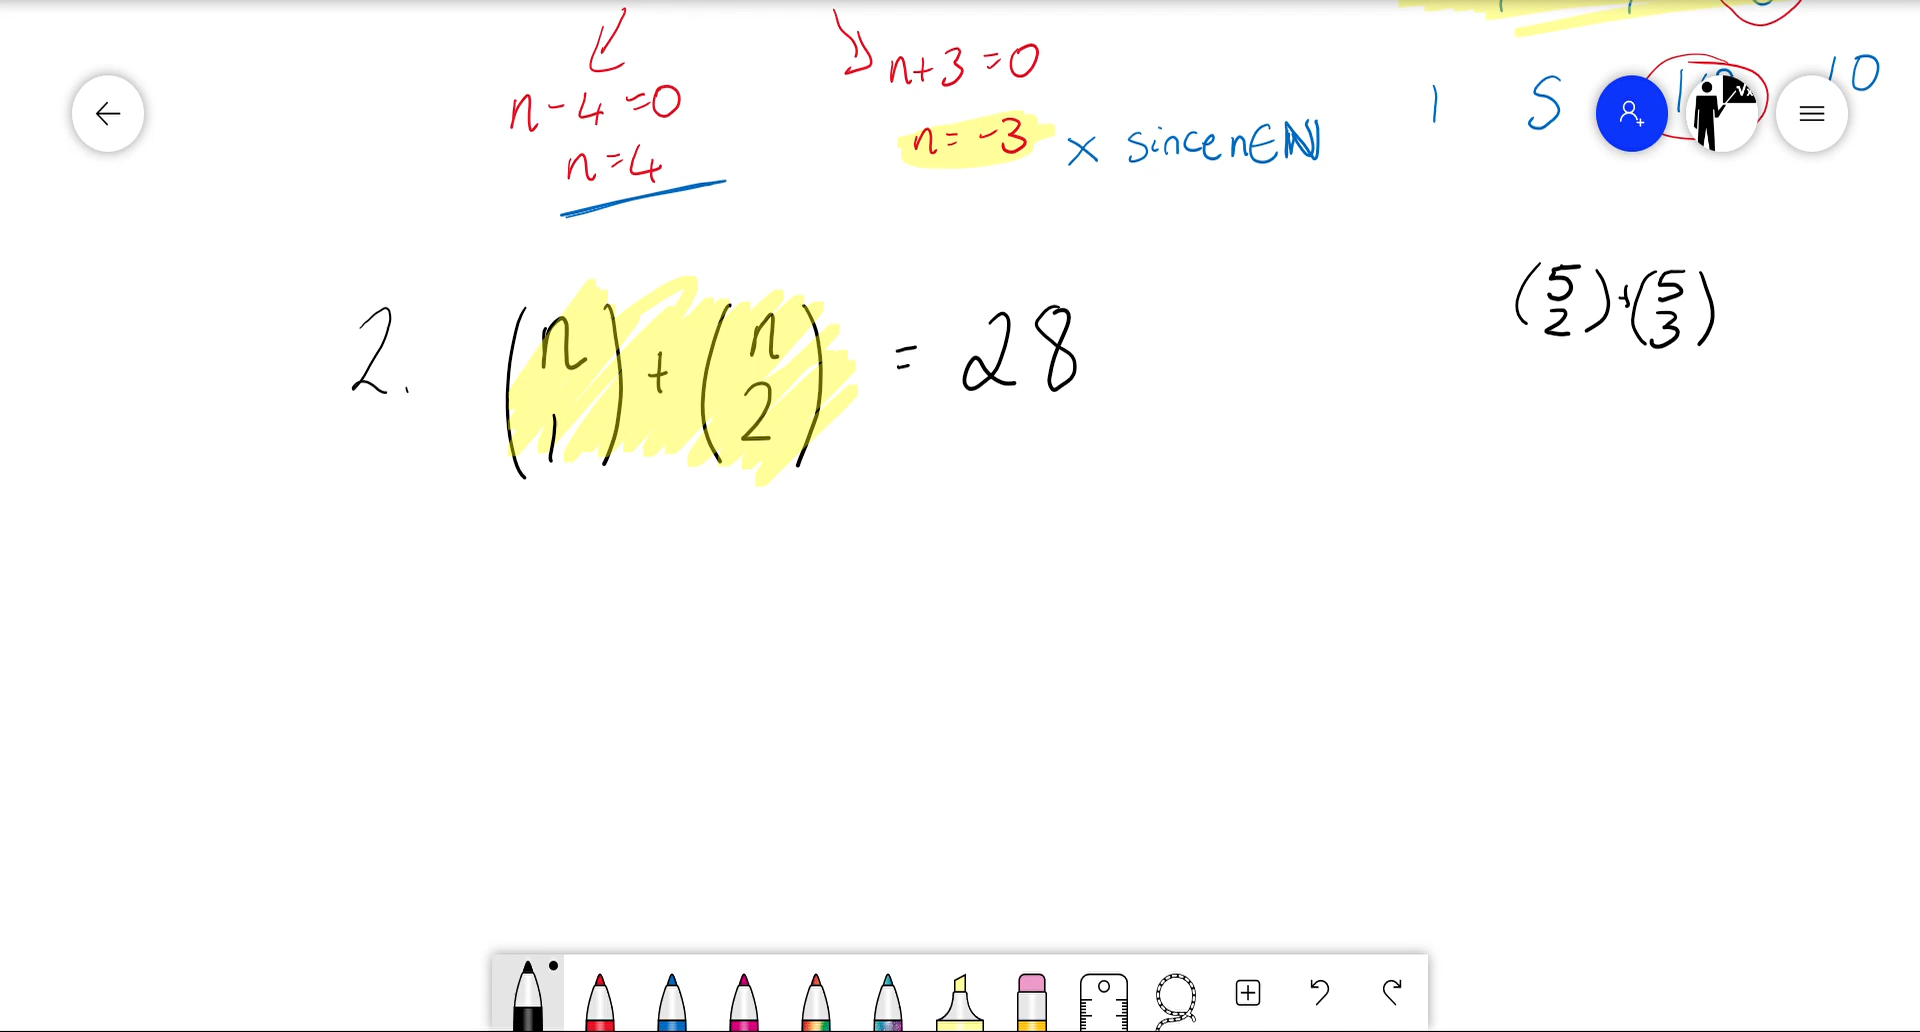 n+3=0
n-4=0
1 5 10
n=-3 × since n∈ℕ
n=4
(5 2)+(5 3)
2. (n 1) + (n 2) = 28